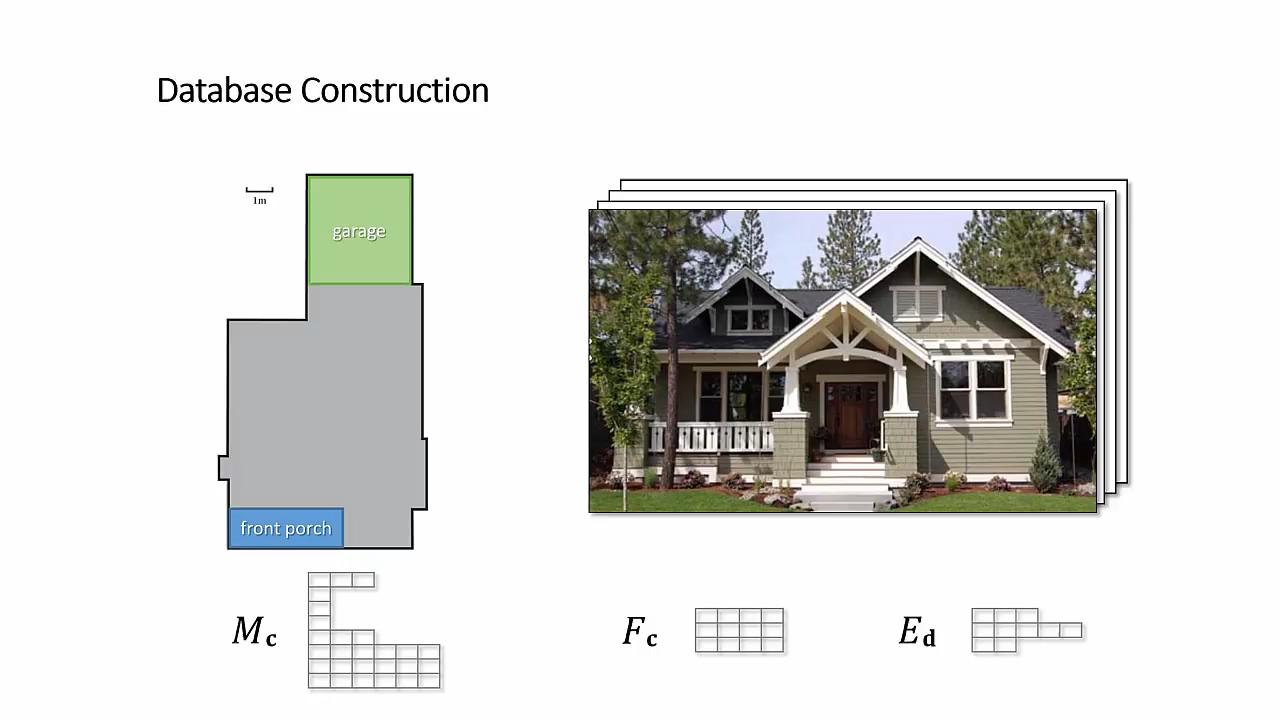 Database Construction
1m
garage
front porch
Mc
Fc
Ed